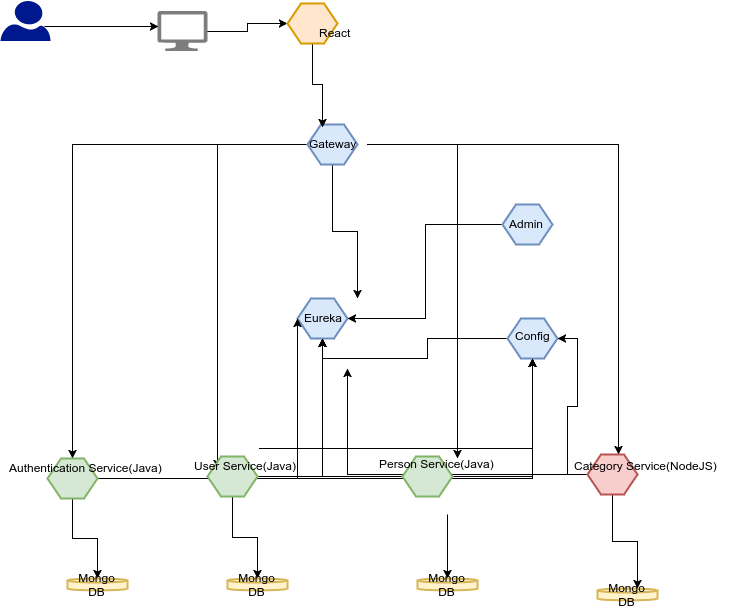 React
Gateway
Admin
Eureka
Config
Authentication Service(Java)
User Service(Java)
Person Service(Java)
Category Service(NodeJS)
Mongo
DB
Mongo
DB
Mongo
DB
Mongo
DB